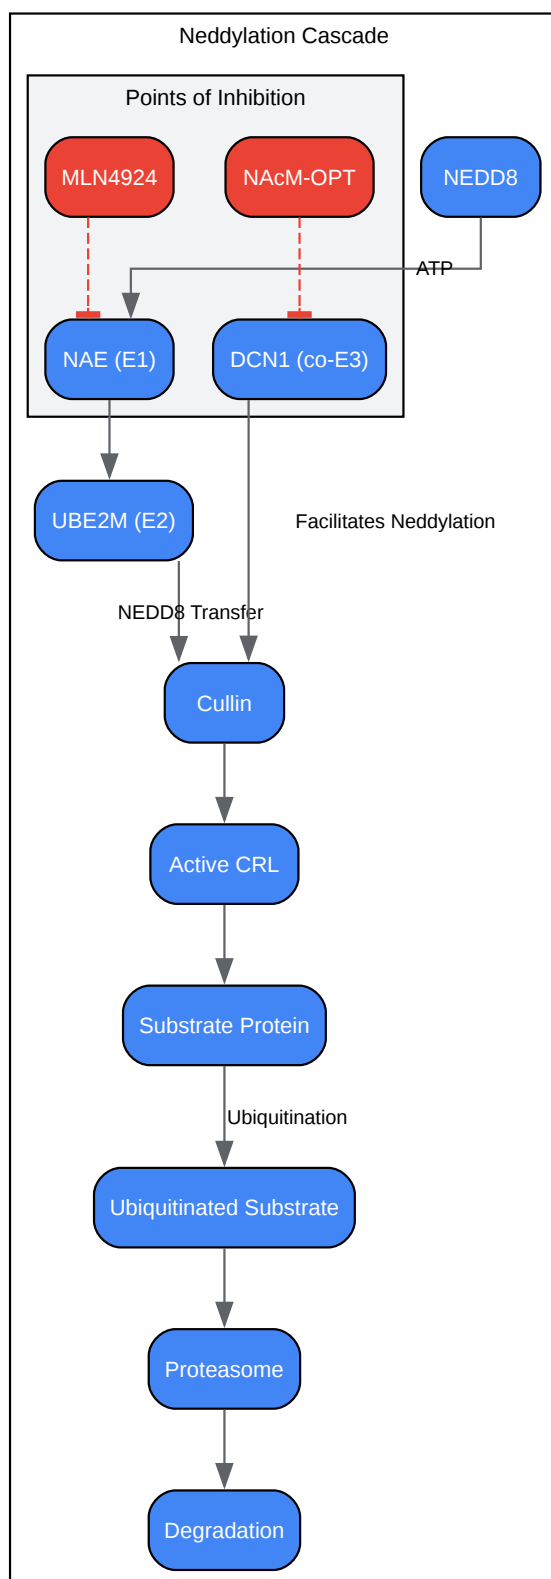 Neddylation Cascade
Points of Inhibition
MLN4924
NAcM-OPT
NEDD8
ATP
NAE (E1)
DCN1 (co-E3)
UBE2M (E2)
Facilitates Neddylation
NEDD8 Transfer
Cullin
Active CRL
Substrate Protein
Ubiquitination
Ubiquitinated Substrate
Proteasome
Degradation